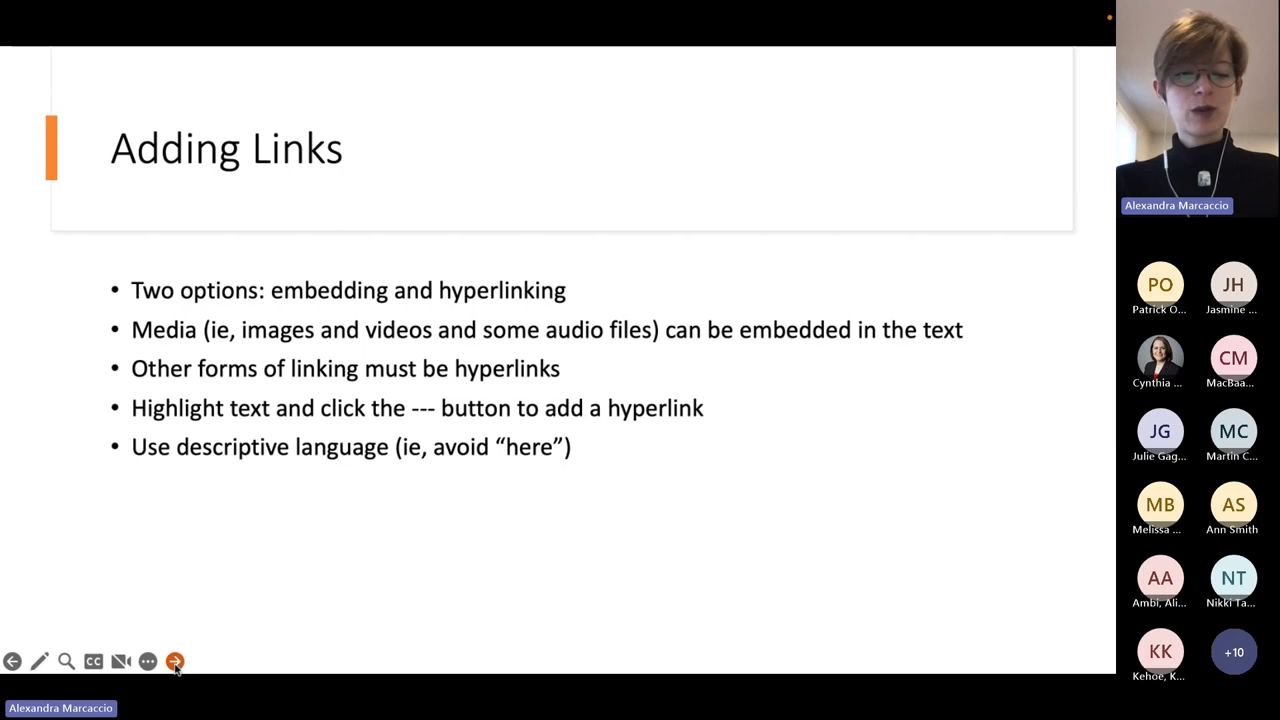 Adding Links
• Two options: embedding and hyperlinking
• Media (ie, images and videos and some audio files) can be embedded in the text
• Other forms of linking must be hyperlinks
• Highlight text and click the --- button to add a hyperlink
• Use descriptive language (ie, avoid “here”)
CC
Alexandra Marcaccio
Alexandra Marcaccio
PO
JH
Patrick O...
Jasmine ...
CM
Cynthia ...
MacBaa...
JG
MC
Julie Gag...
Martin C...
MB
AS
Melissa ...
Ann Smith
AA
NT
Ambi, Ali...
Nikki Ta...
KK
+10
Kehoe, K...